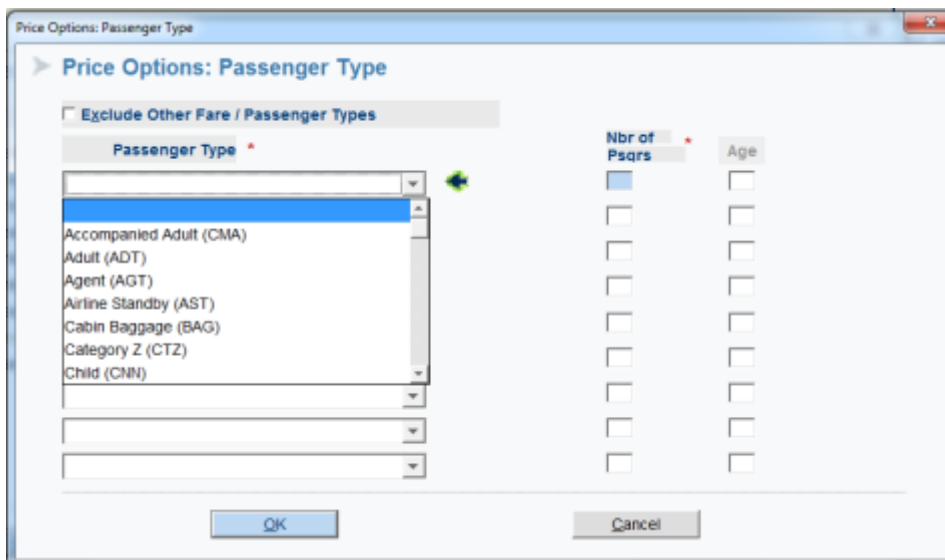 Price Options: Passenger Type
Price Options: Passenger Type
Exclude Other Fare / Passenger Types
Passenger Type *
Nbr of *
Psqrs
Age
Accompanied Adult (CMA)
Adult (ADT)
Agent (AGT)
Airline Standby (AST)
Cabin Baggage (BAG)
Category Z (CTZ)
Child (CNN)
OK
Cancel